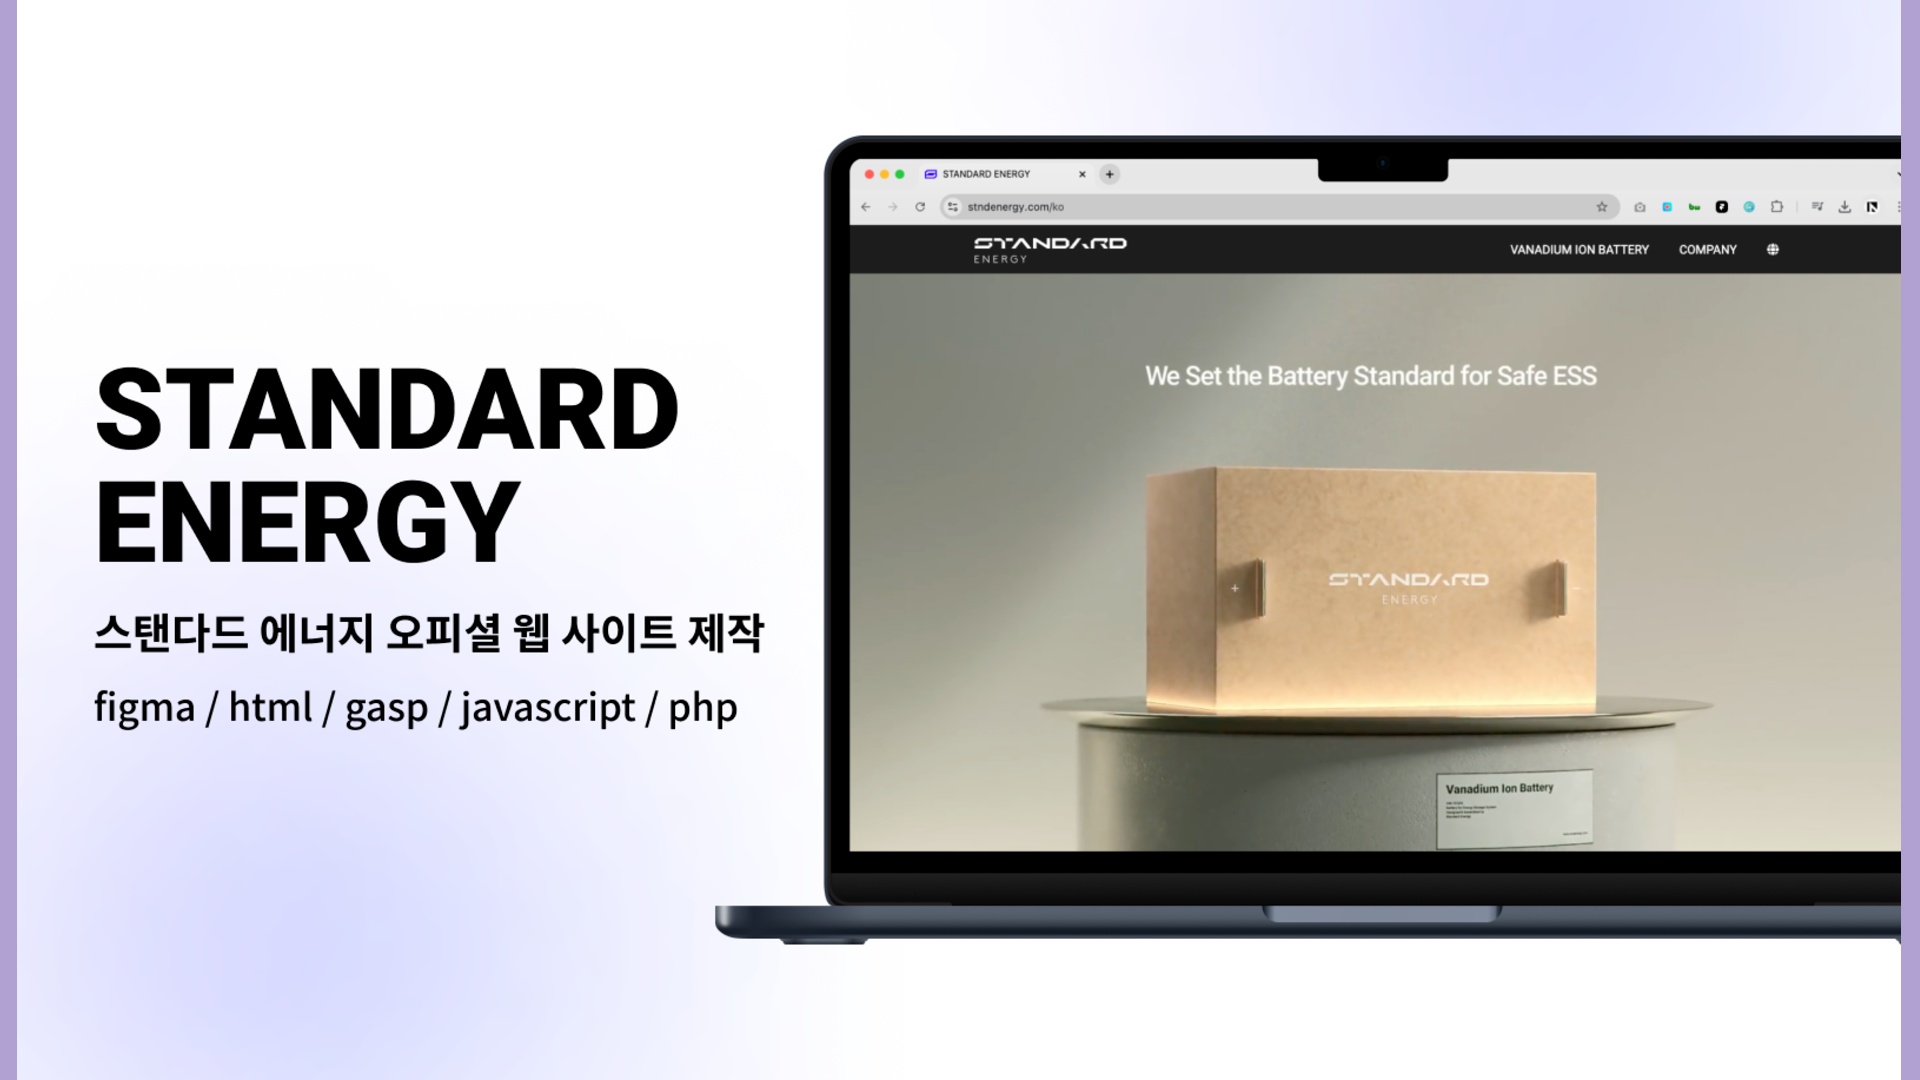 STANDARD
ENERGY
스탠다드 에너지 오피셜 웹 사이트 제작
figma / html / gasp / javascript / php
STANDARD ENERGY
stndenergy.com/ko
STANDARD
ENERGY
VANADIUM ION BATTERY COMPANY
We Set the Battery Standard for Safe ESS
STANDARD
ENERGY
Vanadium Ion Battery